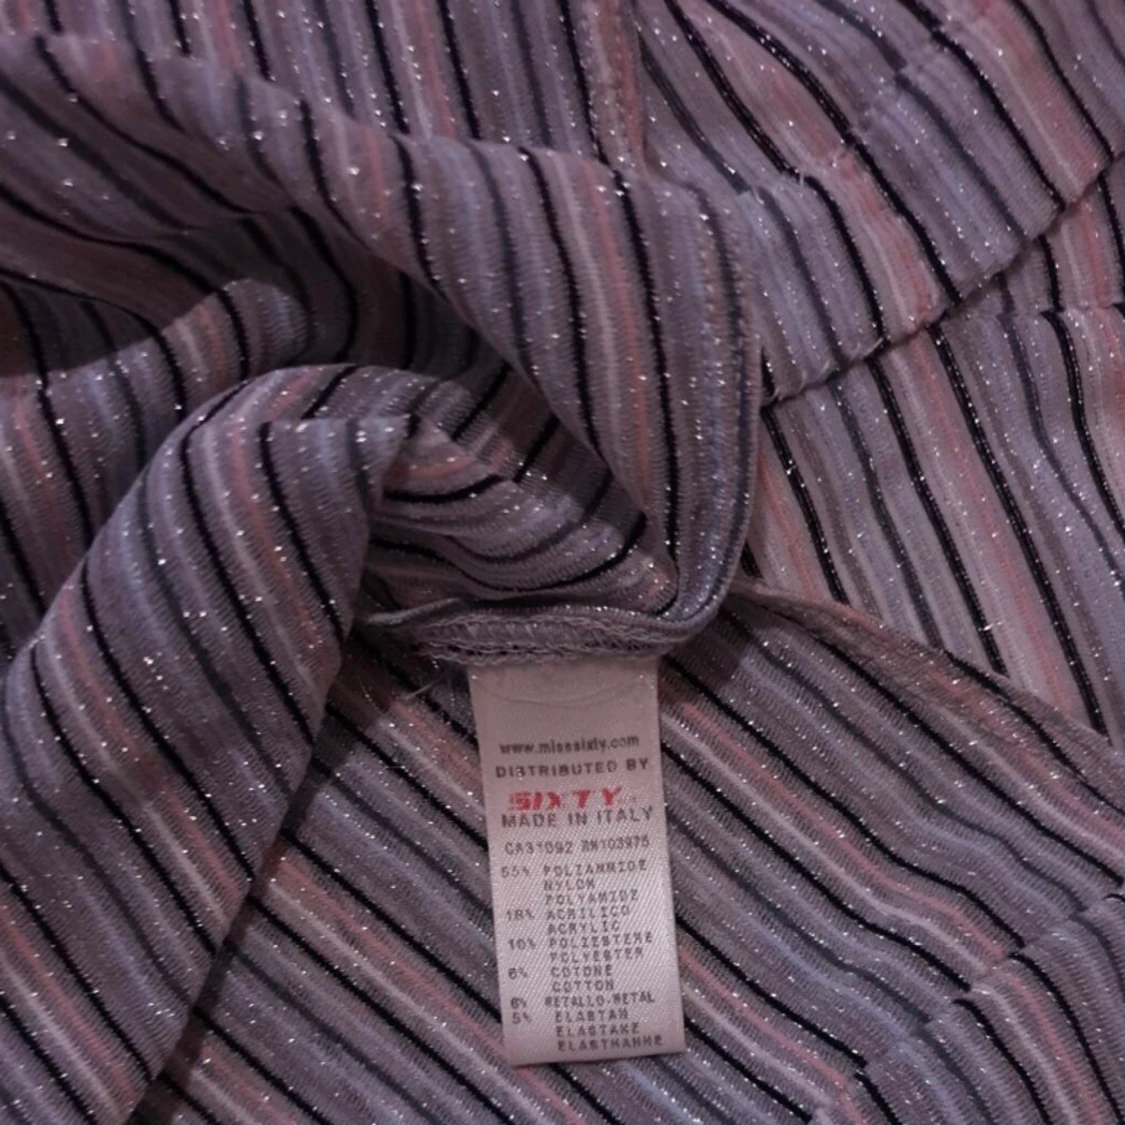 www.misssixty.com
DISTRIBUTED BY
SIXTY
MADE IN ITALY
CA31092 RN103975
55% POLIAMMIDE
NYLON
POLYAMIDE
18% ACRILICO
ACRYLIC
10% POLIESTERE
POLYESTER
6% COTONE
COTTON
6% METALLO-METAL
5% ELASTAN
ELASTANE
ELASTHANNE